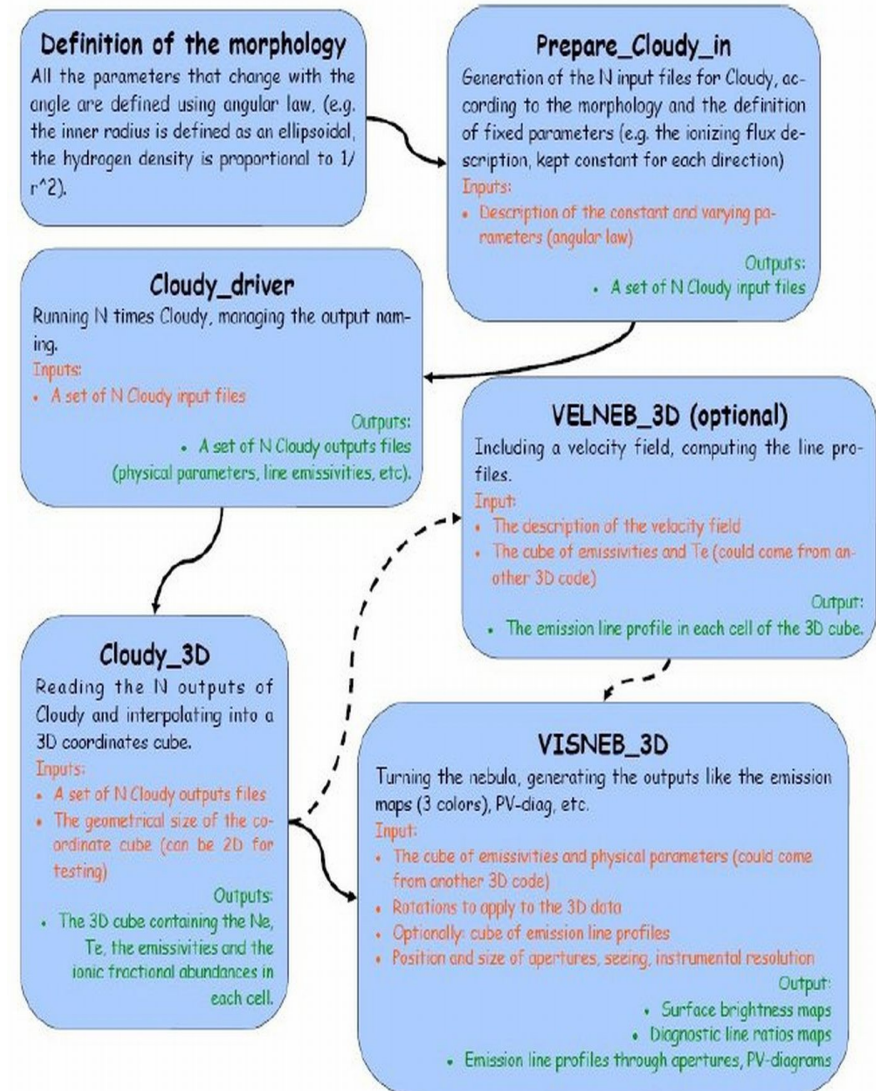 Definition of the morphology
All the parameters that change with the
angle are defined using angular law, (e.g.
the inner radius is defined as an ellipsoidal,
the hydrogen density is proportional to 1/
r^2).
Prepare_Cloudy_in
Generation of the N input files for Cloudy, ac-
cording to the morphology and the definition
of fixed parameters (e.g. the ionizing flux de-
scription, kept constant for each direction)
Inputs:
• Description of the constant and varying pa-
rameters (angular law)
Outputs:
• A set of N Cloudy input files
Cloudy_driver
Running N times Cloudy, managing the output nam-
ing.
Inputs:
• A set of N Cloudy input files
Outputs:
• A set of N Cloudy outputs files
(physical parameters, line emissivities, etc).
VELNEB_3D (optional)
Including a velocity field, computing the line pro-
files.
Input:
• The description of the velocity field
• The cube of emissivities and Te (could come from an-
other 3D code)
Output:
• The emission line profile in each cell of the 3D cube.
Cloudy_3D
Reading the N outputs of
Cloudy and interpolating into a
3D coordinates cube.
Inputs:
• A set of N Cloudy outputs files
• The geometrical size of the co-
ordinate cube (can be 2D for
testing)
Outputs:
• The 3D cube containing the Ne,
Te, the emissivities and the
ionic fractional abundances in
each cell.
VISNEB_3D
Turning the nebula, generating the outputs like the emission
maps (3 colors), PV-diag, etc.
Input:
• The cube of emissivities and physical parameters (could come
from another 3D code)
• Rotations to apply to the 3D data
• Optionally: cube of emission line profiles
• Position and size of apertures, seeing, instrumental resolution
Output:
• Surface brightness maps
• Diagnostic line ratios maps
• Emission line profiles through apertures, PV-diagrams